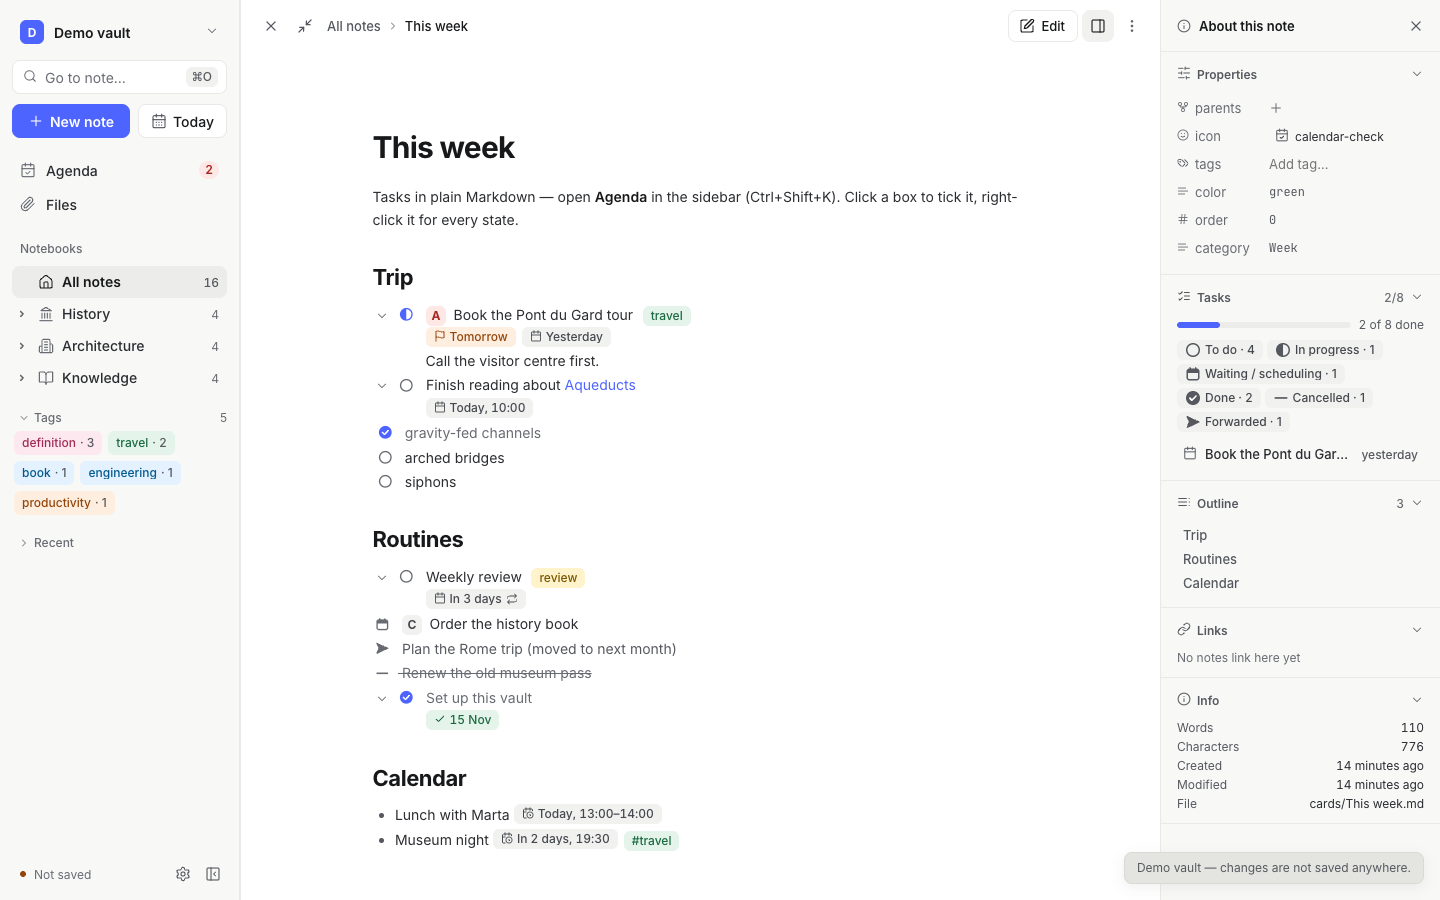 D Demo vault
Go to note... ⌘O
+ New note
Today
Agenda 2
Files
Notebooks
All notes 16
History 4
Architecture 4
Knowledge 4
Tags 5
definition · 3
travel · 2
book · 1
engineering · 1
productivity · 1
Recent
Not saved
All notes › This week
Edit
This week
Tasks in plain Markdown — open Agenda in the sidebar (Ctrl+Shift+K). Click a box to tick it, right-
click it for every state.
Trip
A Book the Pont du Gard tour travel
Tomorrow Yesterday
Call the visitor centre first.
Finish reading about Aqueducts
Today, 10:00
gravity-fed channels
arched bridges
siphons
Routines
Weekly review review
In 3 days
C Order the history book
Plan the Rome trip (moved to next month)
Renew the old museum pass
Set up this vault
15 Nov
Calendar
Lunch with Marta Today, 13:00–14:00
Museum night In 2 days, 19:30 #travel
About this note
Properties
parents +
icon calendar-check
tags Add tag...
color green
order 0
category Week
Tasks 2/8
2 of 8 done
To do · 4
In progress · 1
Waiting / scheduling · 1
Done · 2
Cancelled · 1
Forwarded · 1
Book the Pont du Gar... yesterday
Outline 3
Trip
Routines
Calendar
Links
No notes link here yet
Info
Words 110
Characters 776
Created 14 minutes ago
Modified 14 minutes ago
File cards/This week.md
Demo vault — changes are not saved anywhere.